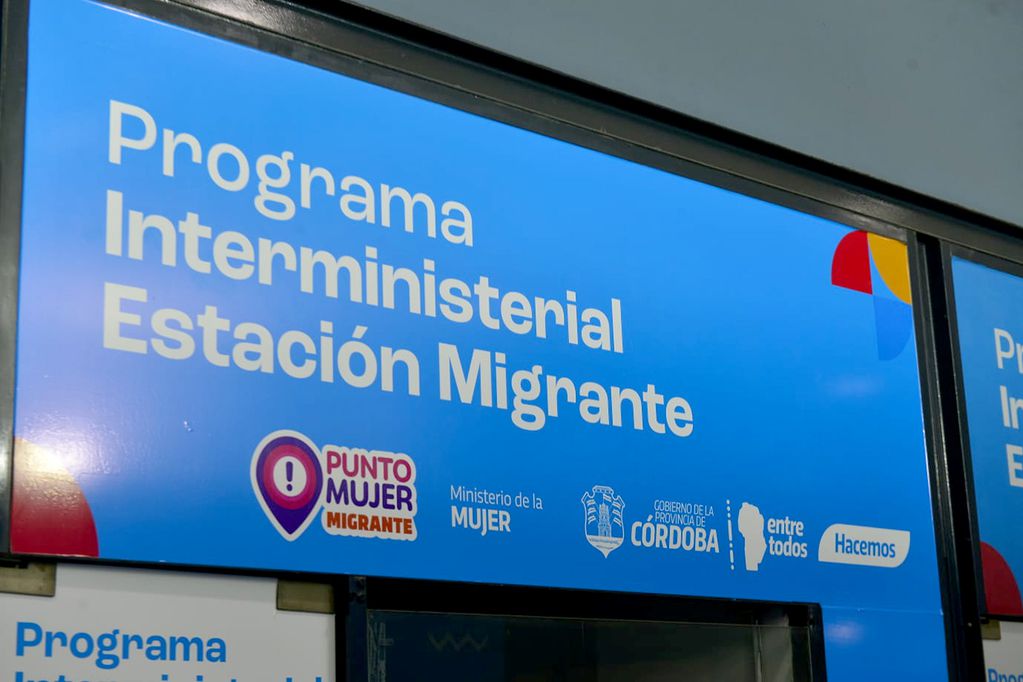 Programa
Interministerial
Estación Migrante
!
PUNTO
MUJER
MIGRANTE
Ministerio de la
MUJER
GOBIERNO DE LA
PROVINCIA DE
CÓRDOBA
entre
todos
Hacemos
Programa